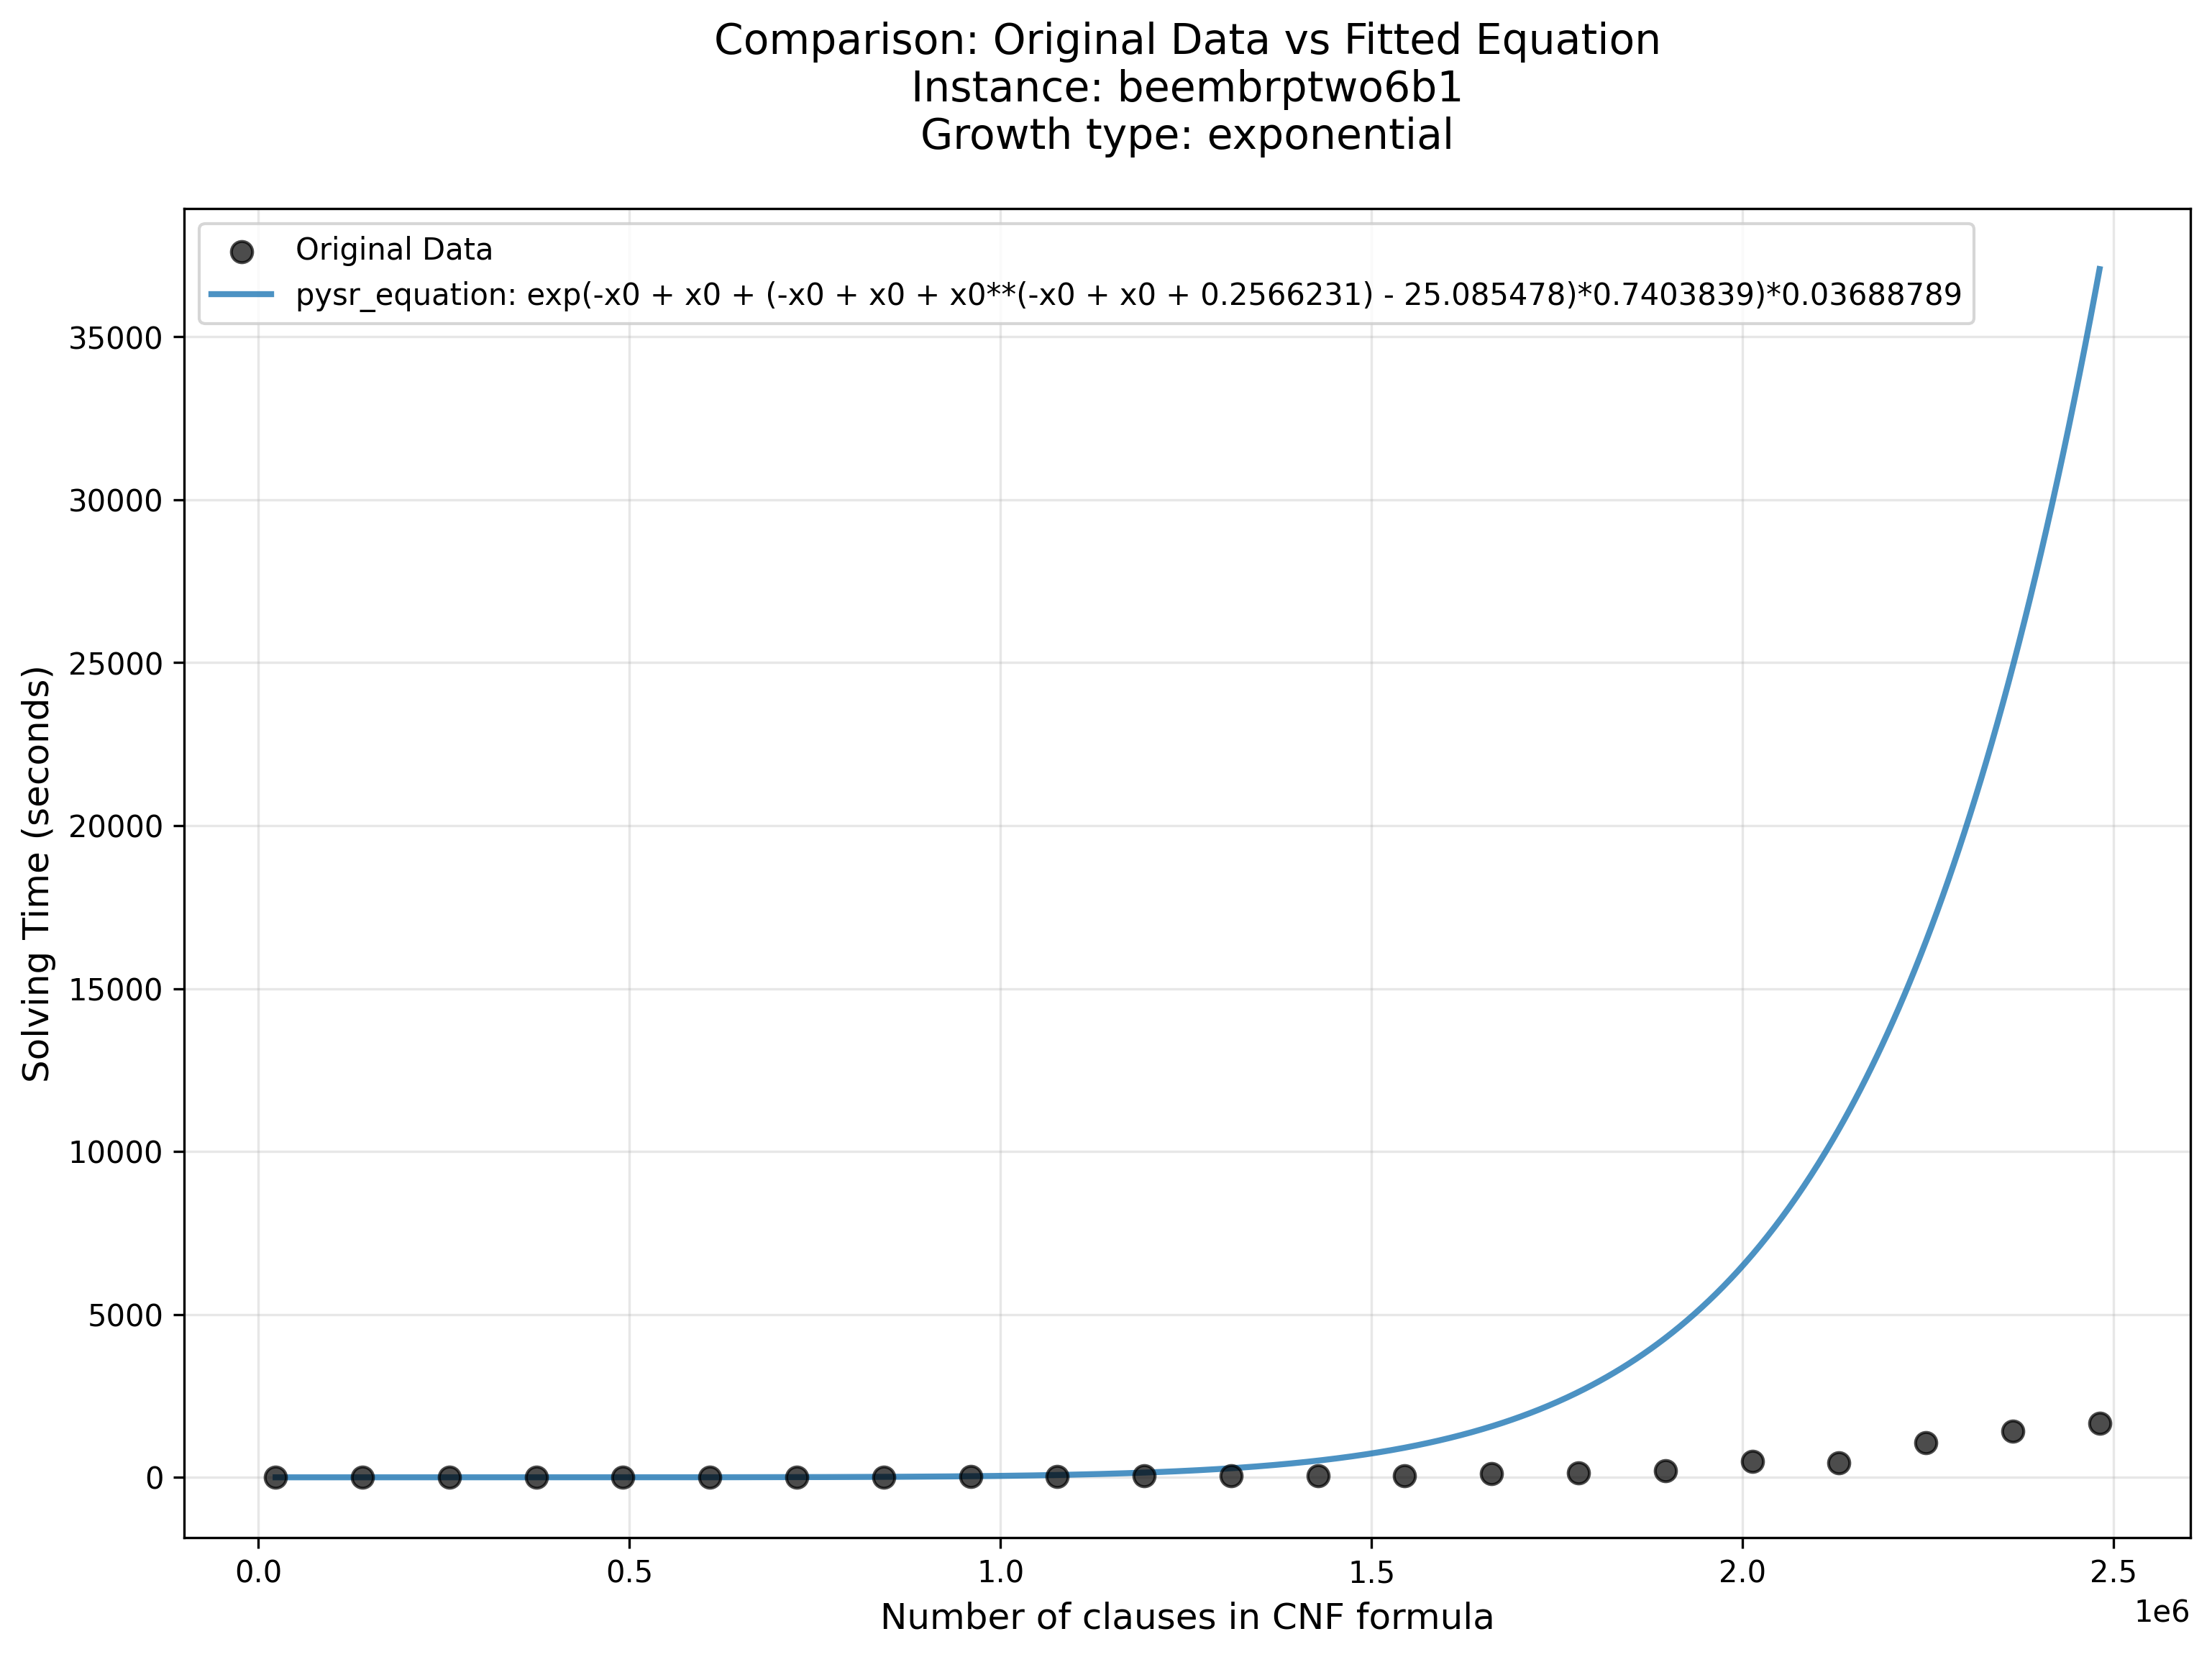 Comparison: Original Data vs Fitted Equation
Instance: beembrptwo6b1
Growth type: exponential
Original Data
pysr_equation: exp(-x0 + x0 + (-x0 + x0 + x0**(-x0 + x0 + 0.2566231) - 25.085478)*0.7403839)*0.03688789
Solving Time (seconds)
35000
30000
25000
20000
15000
10000
5000
0
0.0 0.5 1.0 1.5 2.0 2.5
1e6
Number of clauses in CNF formula